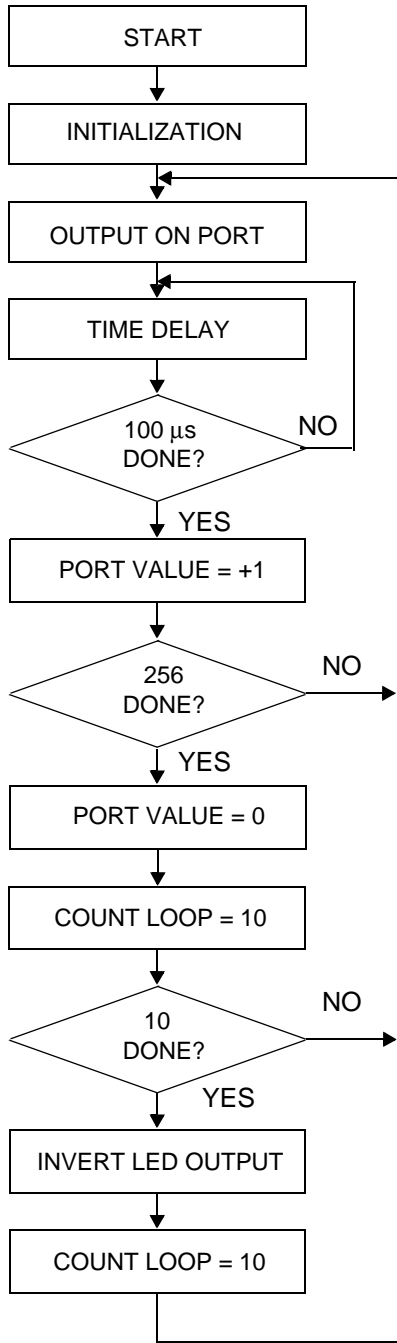 START
INITIALIZATION
OUTPUT ON PORT
TIME DELAY
100 μs
DONE?
NO
YES
PORT VALUE = +1
256
DONE?
NO
YES
PORT VALUE = 0
COUNT LOOP = 10
10
DONE?
NO
YES
INVERT LED OUTPUT
COUNT LOOP = 10